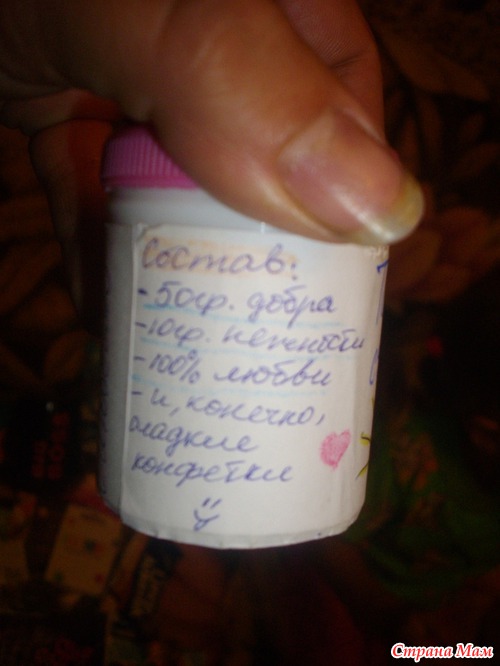 Состав:
- 50гр. добра
- 10гр. нежности
- 100% любви
- и, конечно,
сладкие
конфетки
Страна Мам